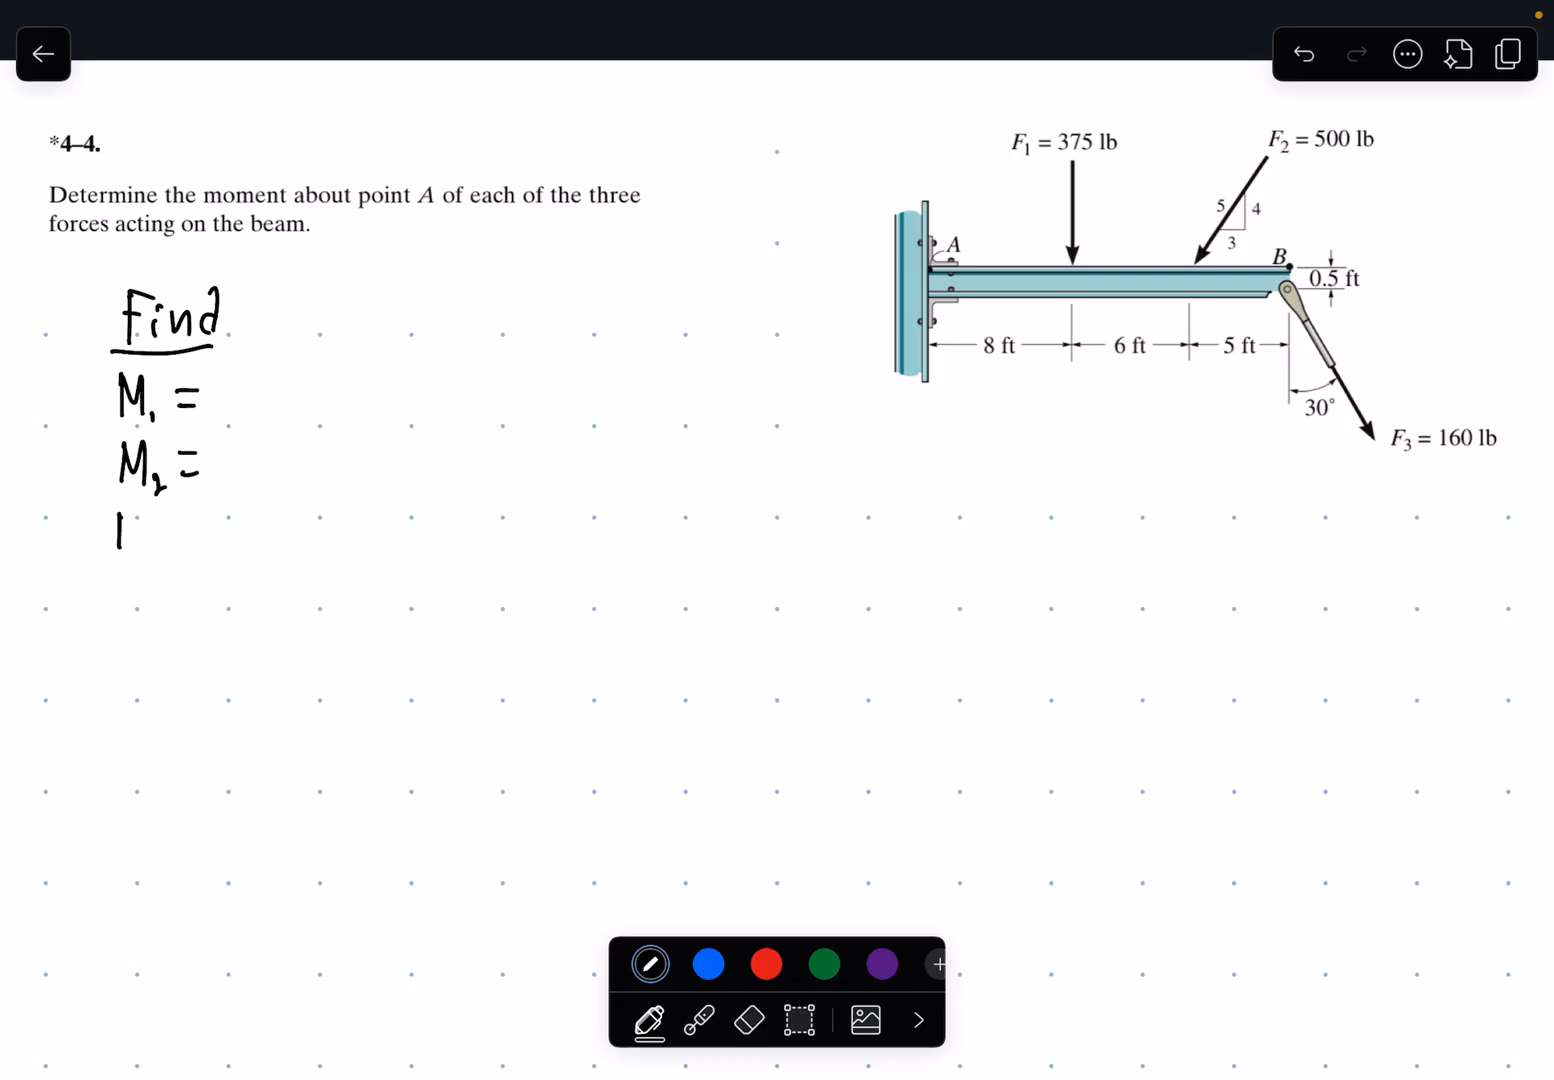 *4–4.
Determine the moment about point A of each of the three
forces acting on the beam.
Find
M₁ =
M₂ =
F₁ = 375 lb
F₂ = 500 lb
5
4
3
A
B
0.5 ft
8 ft
6 ft
5 ft
30°
F₃ = 160 lb